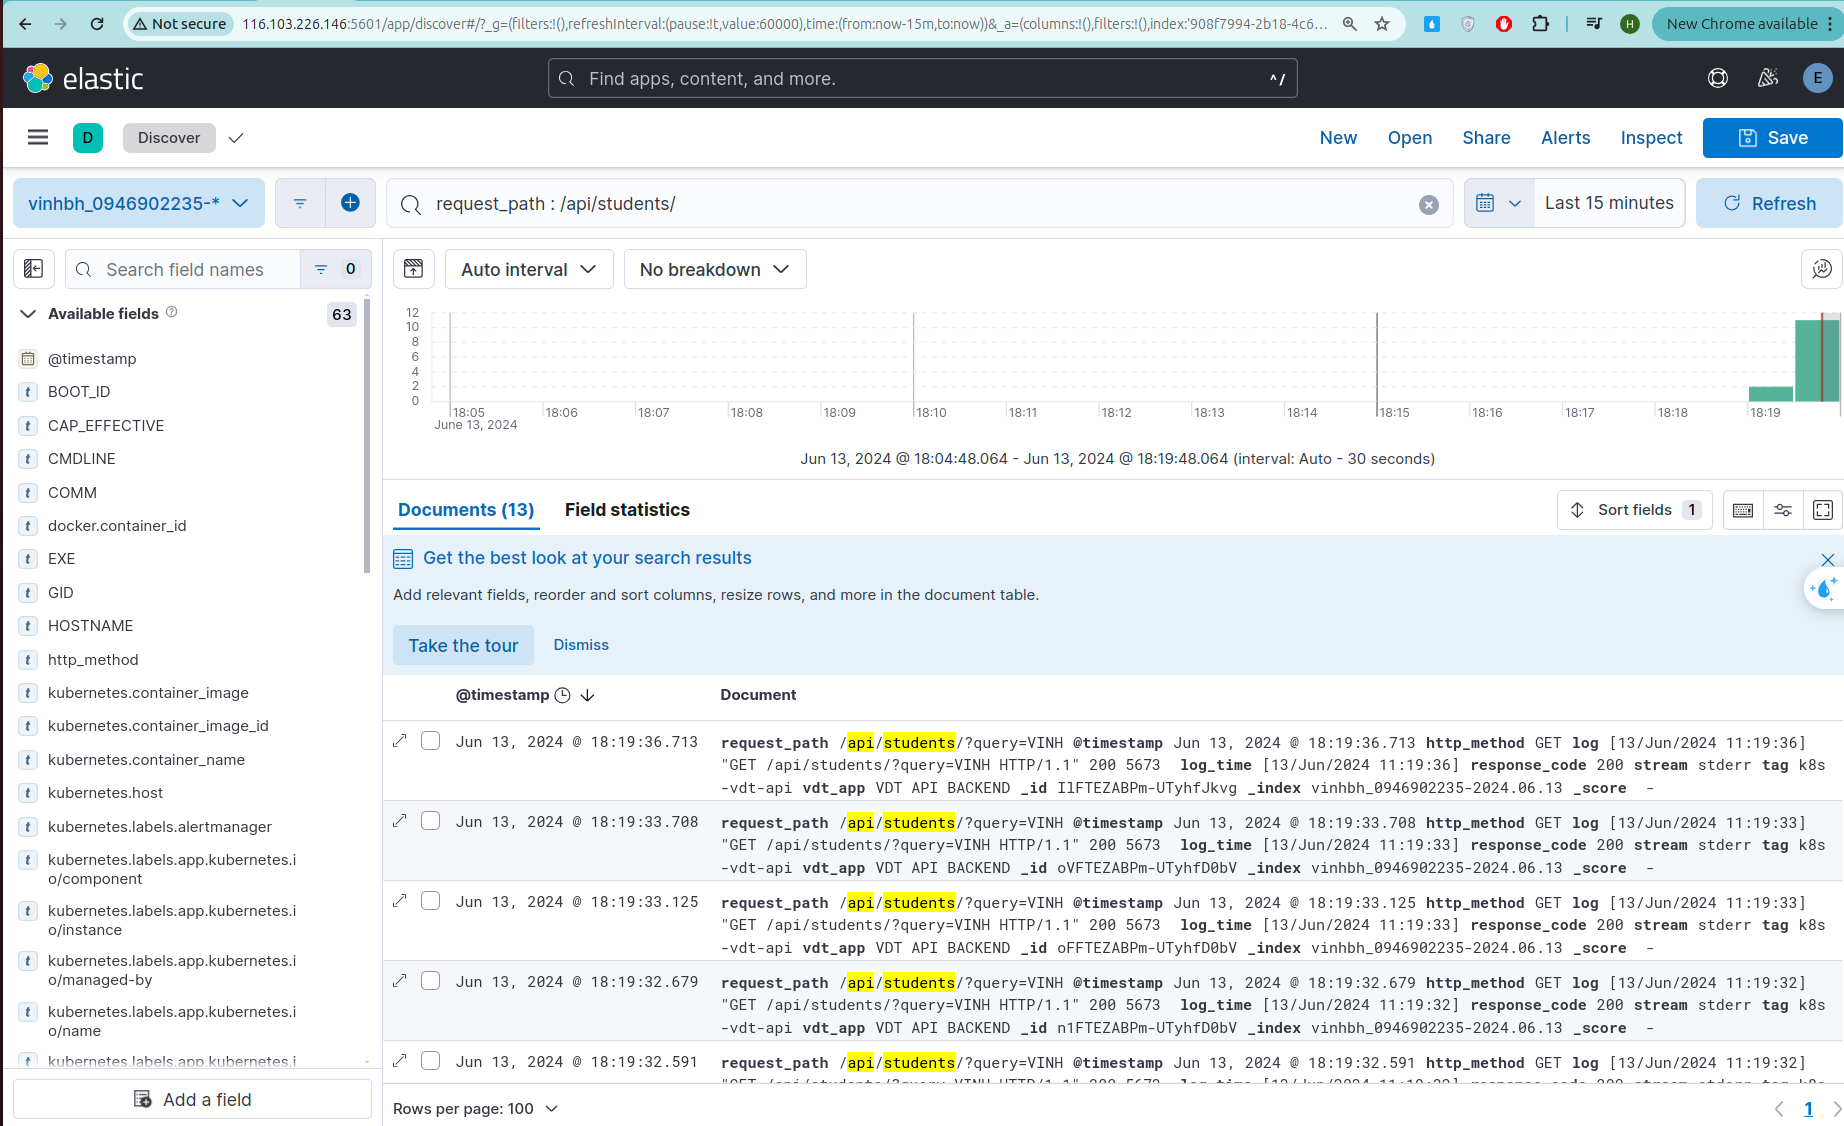 Not secure 116.103.226.146:5601/app/discover#/?_g=(filters:!(),refreshInterval:(pause:!t,value:60000),time:(from:now-15m,to:now))&_a=(columns:!(),filters:!(),index:'908f7994-2b18-4c6... H New Chrome available
elastic Find apps, content, and more. ^/ E
D Discover New Open Share Alerts Inspect Save
vinhbh_0946902235-* request_path : /api/students/ Last 15 minutes Refresh
Search field names 0 Auto interval No breakdown
Available fields 63
@timestamp
t BOOT_ID
t CAP_EFFECTIVE
t CMDLINE
t COMM
t docker.container_id
t EXE
t GID
t HOSTNAME
t http_method
t kubernetes.container_image
t kubernetes.container_image_id
t kubernetes.container_name
t kubernetes.host
t kubernetes.labels.alertmanager
t kubernetes.labels.app.kubernetes.i
o/component
t kubernetes.labels.app.kubernetes.i
o/instance
t kubernetes.labels.app.kubernetes.i
o/managed-by
t kubernetes.labels.app.kubernetes.i
o/name
t kubernetes.labels.app.kubernetes.i
Add a field
12
10
8
6
4
2
0
18:05 18:06 18:07 18:08 18:09 18:10 18:11 18:12 18:13 18:14 18:15 18:16 18:17 18:18 18:19
June 13, 2024
Jun 13, 2024 @ 18:04:48.064 - Jun 13, 2024 @ 18:19:48.064 (interval: Auto - 30 seconds)
Documents (13) Field statistics Sort fields 1
Get the best look at your search results
Add relevant fields, reorder and sort columns, resize rows, and more in the document table.
Take the tour Dismiss
@timestamp Document
Jun 13, 2024 @ 18:19:36.713 request_path /api/students/?query=VINH @timestamp Jun 13, 2024 @ 18:19:36.713 http_method GET log [13/Jun/2024 11:19:36]
"GET /api/students/?query=VINH HTTP/1.1" 200 5673 log_time [13/Jun/2024 11:19:36] response_code 200 stream stderr tag k8s
-vdt-api vdt_app VDT API BACKEND _id IlFTEZABPm-UTyhfJkvg _index vinhbh_0946902235-2024.06.13 _score -
Jun 13, 2024 @ 18:19:33.708 request_path /api/students/?query=VINH @timestamp Jun 13, 2024 @ 18:19:33.708 http_method GET log [13/Jun/2024 11:19:33]
"GET /api/students/?query=VINH HTTP/1.1" 200 5673 log_time [13/Jun/2024 11:19:33] response_code 200 stream stderr tag k8s
-vdt-api vdt_app VDT API BACKEND _id oVFTEZABPm-UTyhfD0bV _index vinhbh_0946902235-2024.06.13 _score -
Jun 13, 2024 @ 18:19:33.125 request_path /api/students/?query=VINH @timestamp Jun 13, 2024 @ 18:19:33.125 http_method GET log [13/Jun/2024 11:19:33]
"GET /api/students/?query=VINH HTTP/1.1" 200 5673 log_time [13/Jun/2024 11:19:33] response_code 200 stream stderr tag k8s
-vdt-api vdt_app VDT API BACKEND _id oFFTEZABPm-UTyhfD0bV _index vinhbh_0946902235-2024.06.13 _score -
Jun 13, 2024 @ 18:19:32.679 request_path /api/students/?query=VINH @timestamp Jun 13, 2024 @ 18:19:32.679 http_method GET log [13/Jun/2024 11:19:32]
"GET /api/students/?query=VINH HTTP/1.1" 200 5673 log_time [13/Jun/2024 11:19:32] response_code 200 stream stderr tag k8s
-vdt-api vdt_app VDT API BACKEND _id n1FTEZABPm-UTyhfD0bV _index vinhbh_0946902235-2024.06.13 _score -
Jun 13, 2024 @ 18:19:32.591 request_path /api/students/?query=VINH @timestamp Jun 13, 2024 @ 18:19:32.591 http_method GET log [13/Jun/2024 11:19:32]
Rows per page: 100 1